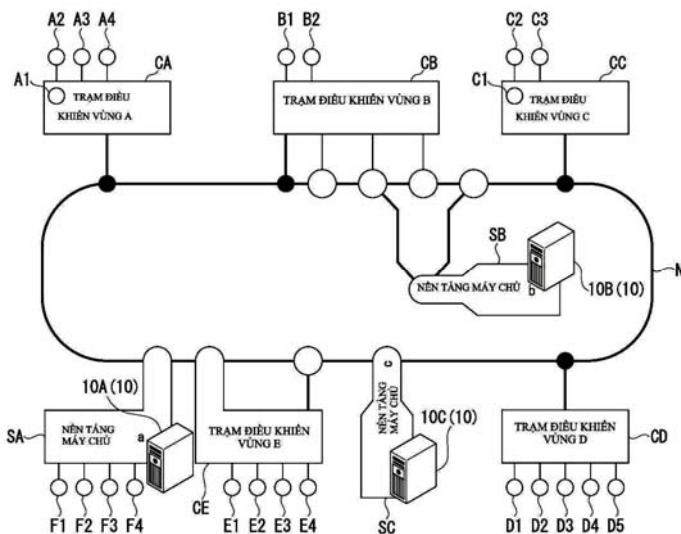 A2 A3 A4 CA
B1 B2 CB
C2 C3 CC
A1
TRẠM ĐIỀU
KHIỂN VÙNG A
TRẠM ĐIỀU KHIỂN VÙNG B
C1
TRẠM ĐIỀU
KHIỂN VÙNG C
SB
NỀN TẢNG MÁY CHỦ
b
10B(10)
N
10A(10)
SA
NỀN TẢNG
MÁY CHỦ
a
TRẠM ĐIỀU KHIỂN
VÙNG E
c
NỀN TẢNG
MÁY CHỦ
10C(10)
TRẠM ĐIỀU KHIỂN
VÙNG D
CD
F1 F2 F3 F4
CE
E1 E2 E3 E4
SC
D1 D2 D3 D4 D5